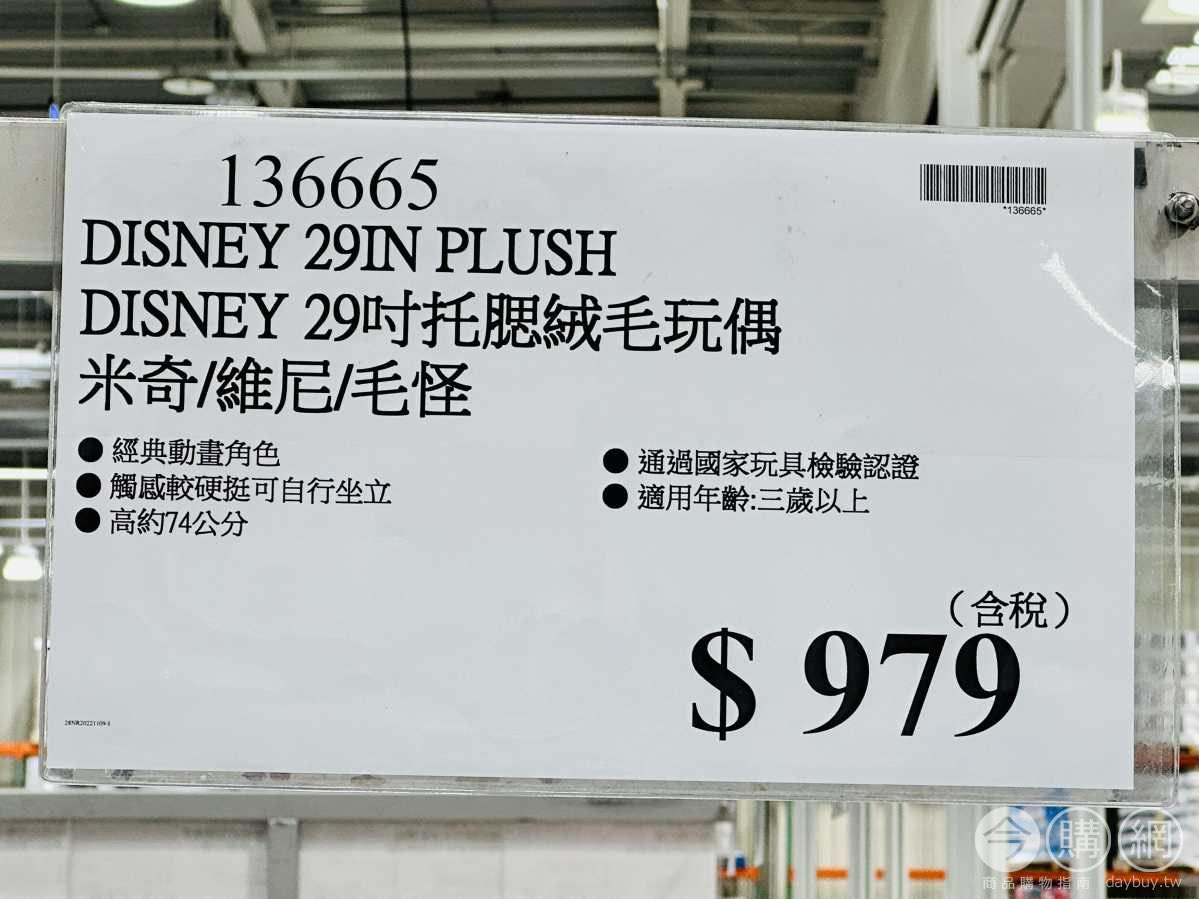 136665
*136665*
DISNEY 29IN PLUSH
DISNEY 29吋托腮絨毛玩偶
米奇/維尼/毛怪
● 經典動畫角色
● 觸感較硬挺可自行坐立
● 高約74公分
● 通過國家玩具檢驗認證
● 適用年齡:三歲以上
（含稅）
$ 979
28NR20221109-1
今購網
商品購物指南 daybuy.tw